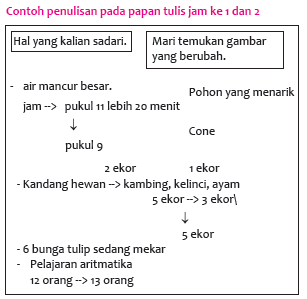 Contoh penulisan pada papan tulis jam ke 1 dan 2
Hal yang kalian sadari.
Mari temukan gambar
yang berubah.
- air mancur besar.
jam --> pukul 11 lebih 20 menit
↓
pukul 9
Pohon yang menarik
Cone
2 ekor 1 ekor
- Kandang hewan --> kambing, kelinci, ayam
5 ekor --> 3 ekor\
↓
5 ekor
- 6 bunga tulip sedang mekar
- Pelajaran aritmatika
12 orang --> 13 orang